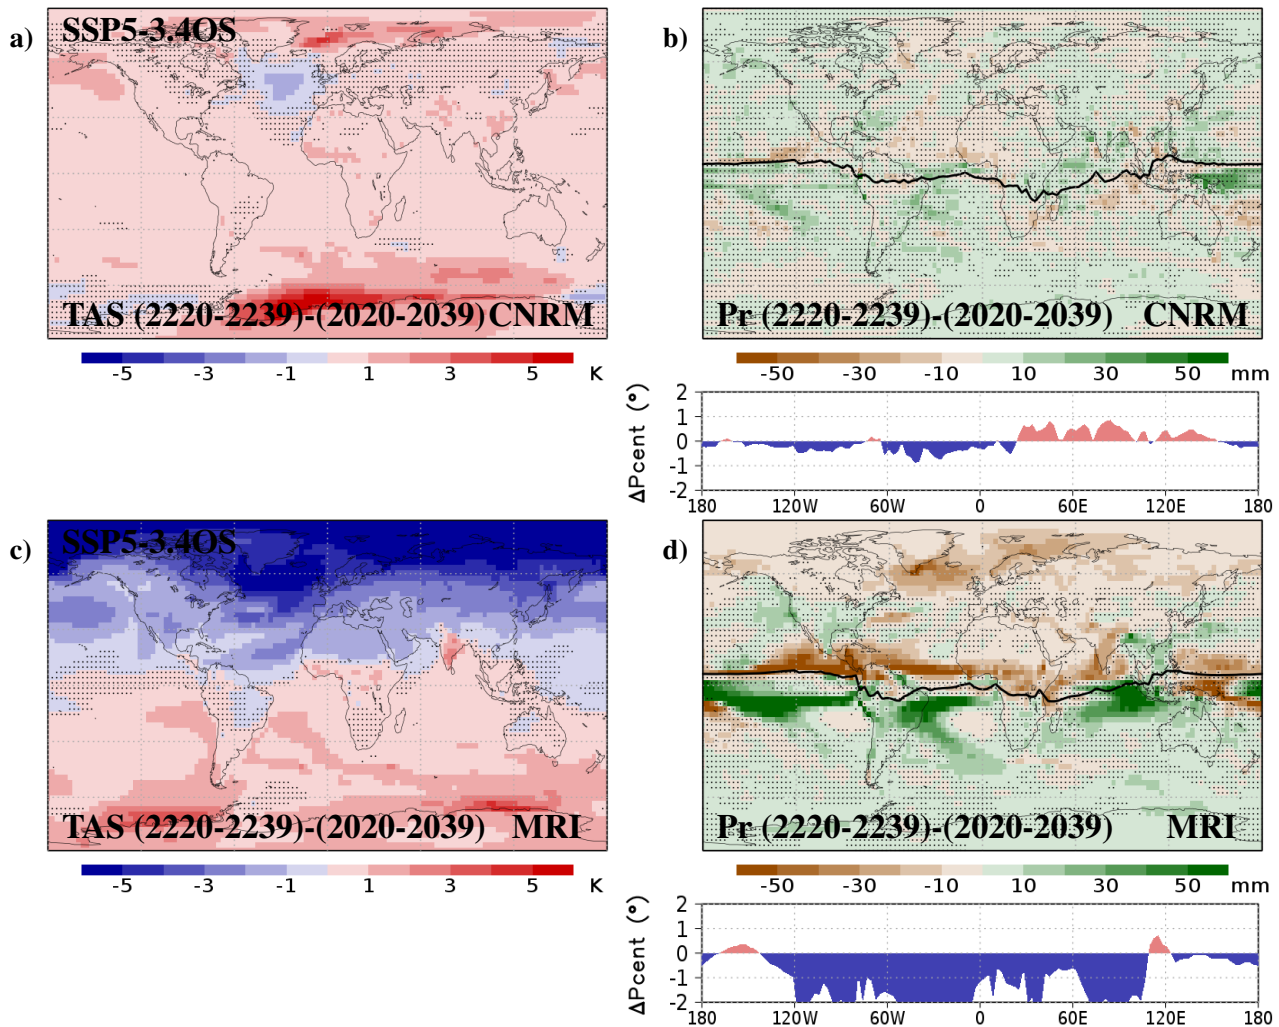 a)
SSP5-3.4OS
TAS (2220-2239)-(2020-2039) CNRM
-5 -3 -1 1 3 5 K
b)
Pr (2220-2239)-(2020-2039) CNRM
-50 -30 -10 10 30 50 mm
ΔPcent (°)
2
1
0
-1
-2
180 120W 60W 0 60E 120E 180
c)
SSP5-3.4OS
TAS (2220-2239)-(2020-2039) MRI
-5 -3 -1 1 3 5 K
d)
Pr (2220-2239)-(2020-2039) MRI
-50 -30 -10 10 30 50 mm
ΔPcent (°)
2
1
0
-1
-2
180 120W 60W 0 60E 120E 180